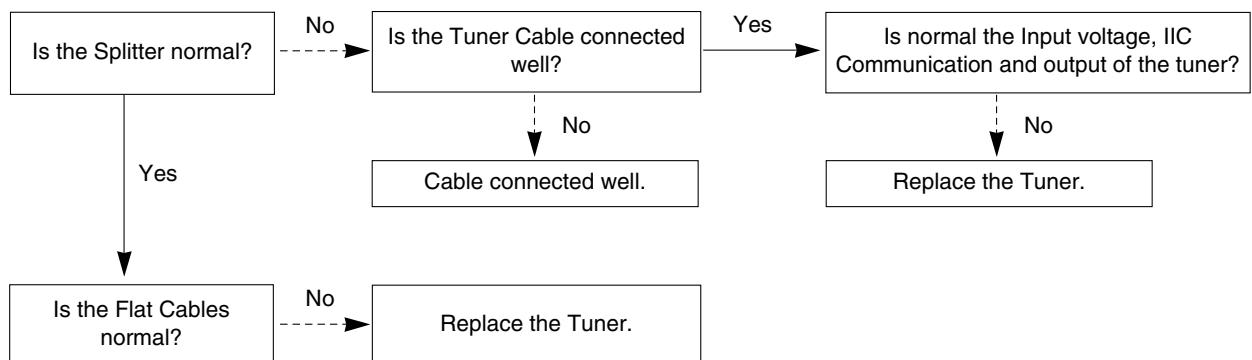 Is the Splitter normal?
No
Is the Tuner Cable connected
well?
Yes
Is normal the Input voltage, IIC
Communication and output of the tuner?
No
No
Cable connected well.
Replace the Tuner.
Yes
Is the Flat Cables
normal?
No
Replace the Tuner.